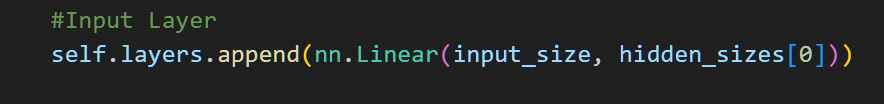 #Input Layer
self.layers.append(nn.Linear(input_size, hidden_sizes[0]))